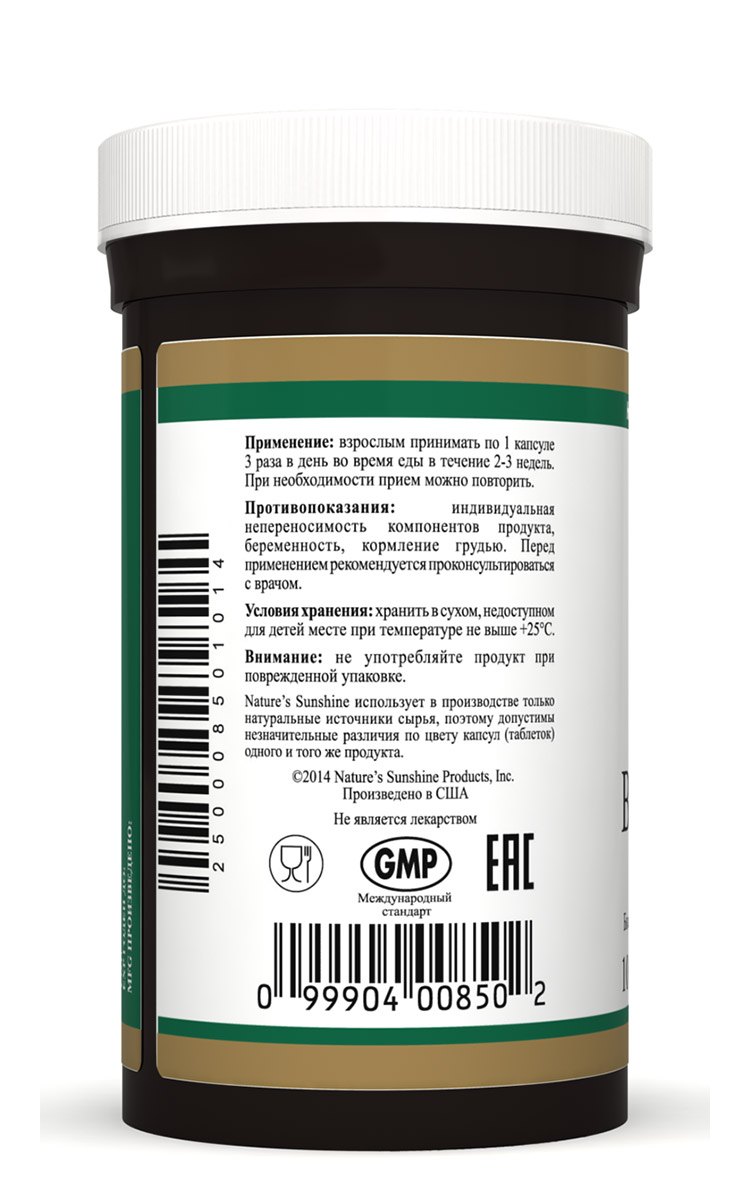 Применение: взрослым принимать по 1 капсуле
3 раза в день во время еды в течение 2-3 недель.
При необходимости прием можно повторить.
Противопоказания: индивидуальная
непереносимость компонентов продукта,
беременность, кормление грудью. Перед
применением рекомендуется проконсультироваться
с врачом.
Условия хранения: хранить в сухом, недоступном
для детей месте при температуре не выше +25°С.
Внимание: не употребляйте продукт при
поврежденной упаковке.
Nature's Sunshine использует в производстве только
натуральные источники сырья, поэтому допустимы
незначительные различия по цвету капсул (таблеток)
одного и того же продукта.
©2014 Nature's Sunshine Products, Inc.
Произведено в США
Не является лекарством
GMP
EAC
Международный
стандарт
0 99904 00850 2
250008501014
MFG ПРОИЗВЕДЕНО: